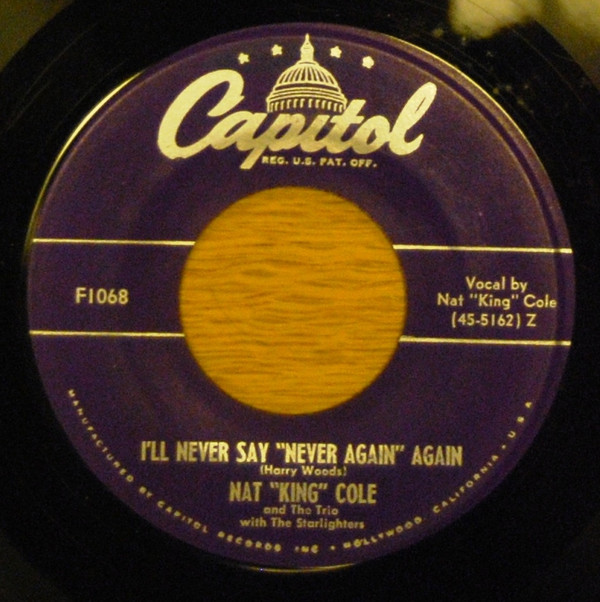 Capitol
REG. U.S. PAT. OFF.
F1068
Vocal by
Nat "King" Cole
(45-5162) Z
I'LL NEVER SAY "NEVER AGAIN" AGAIN
(Harry Woods)
NAT "KING" COLE
and The Trio
with The Starlighters
MANUFACTURED BY CAPITOL RECORDS INC • HOLLYWOOD, CALIFORNIA • U S A